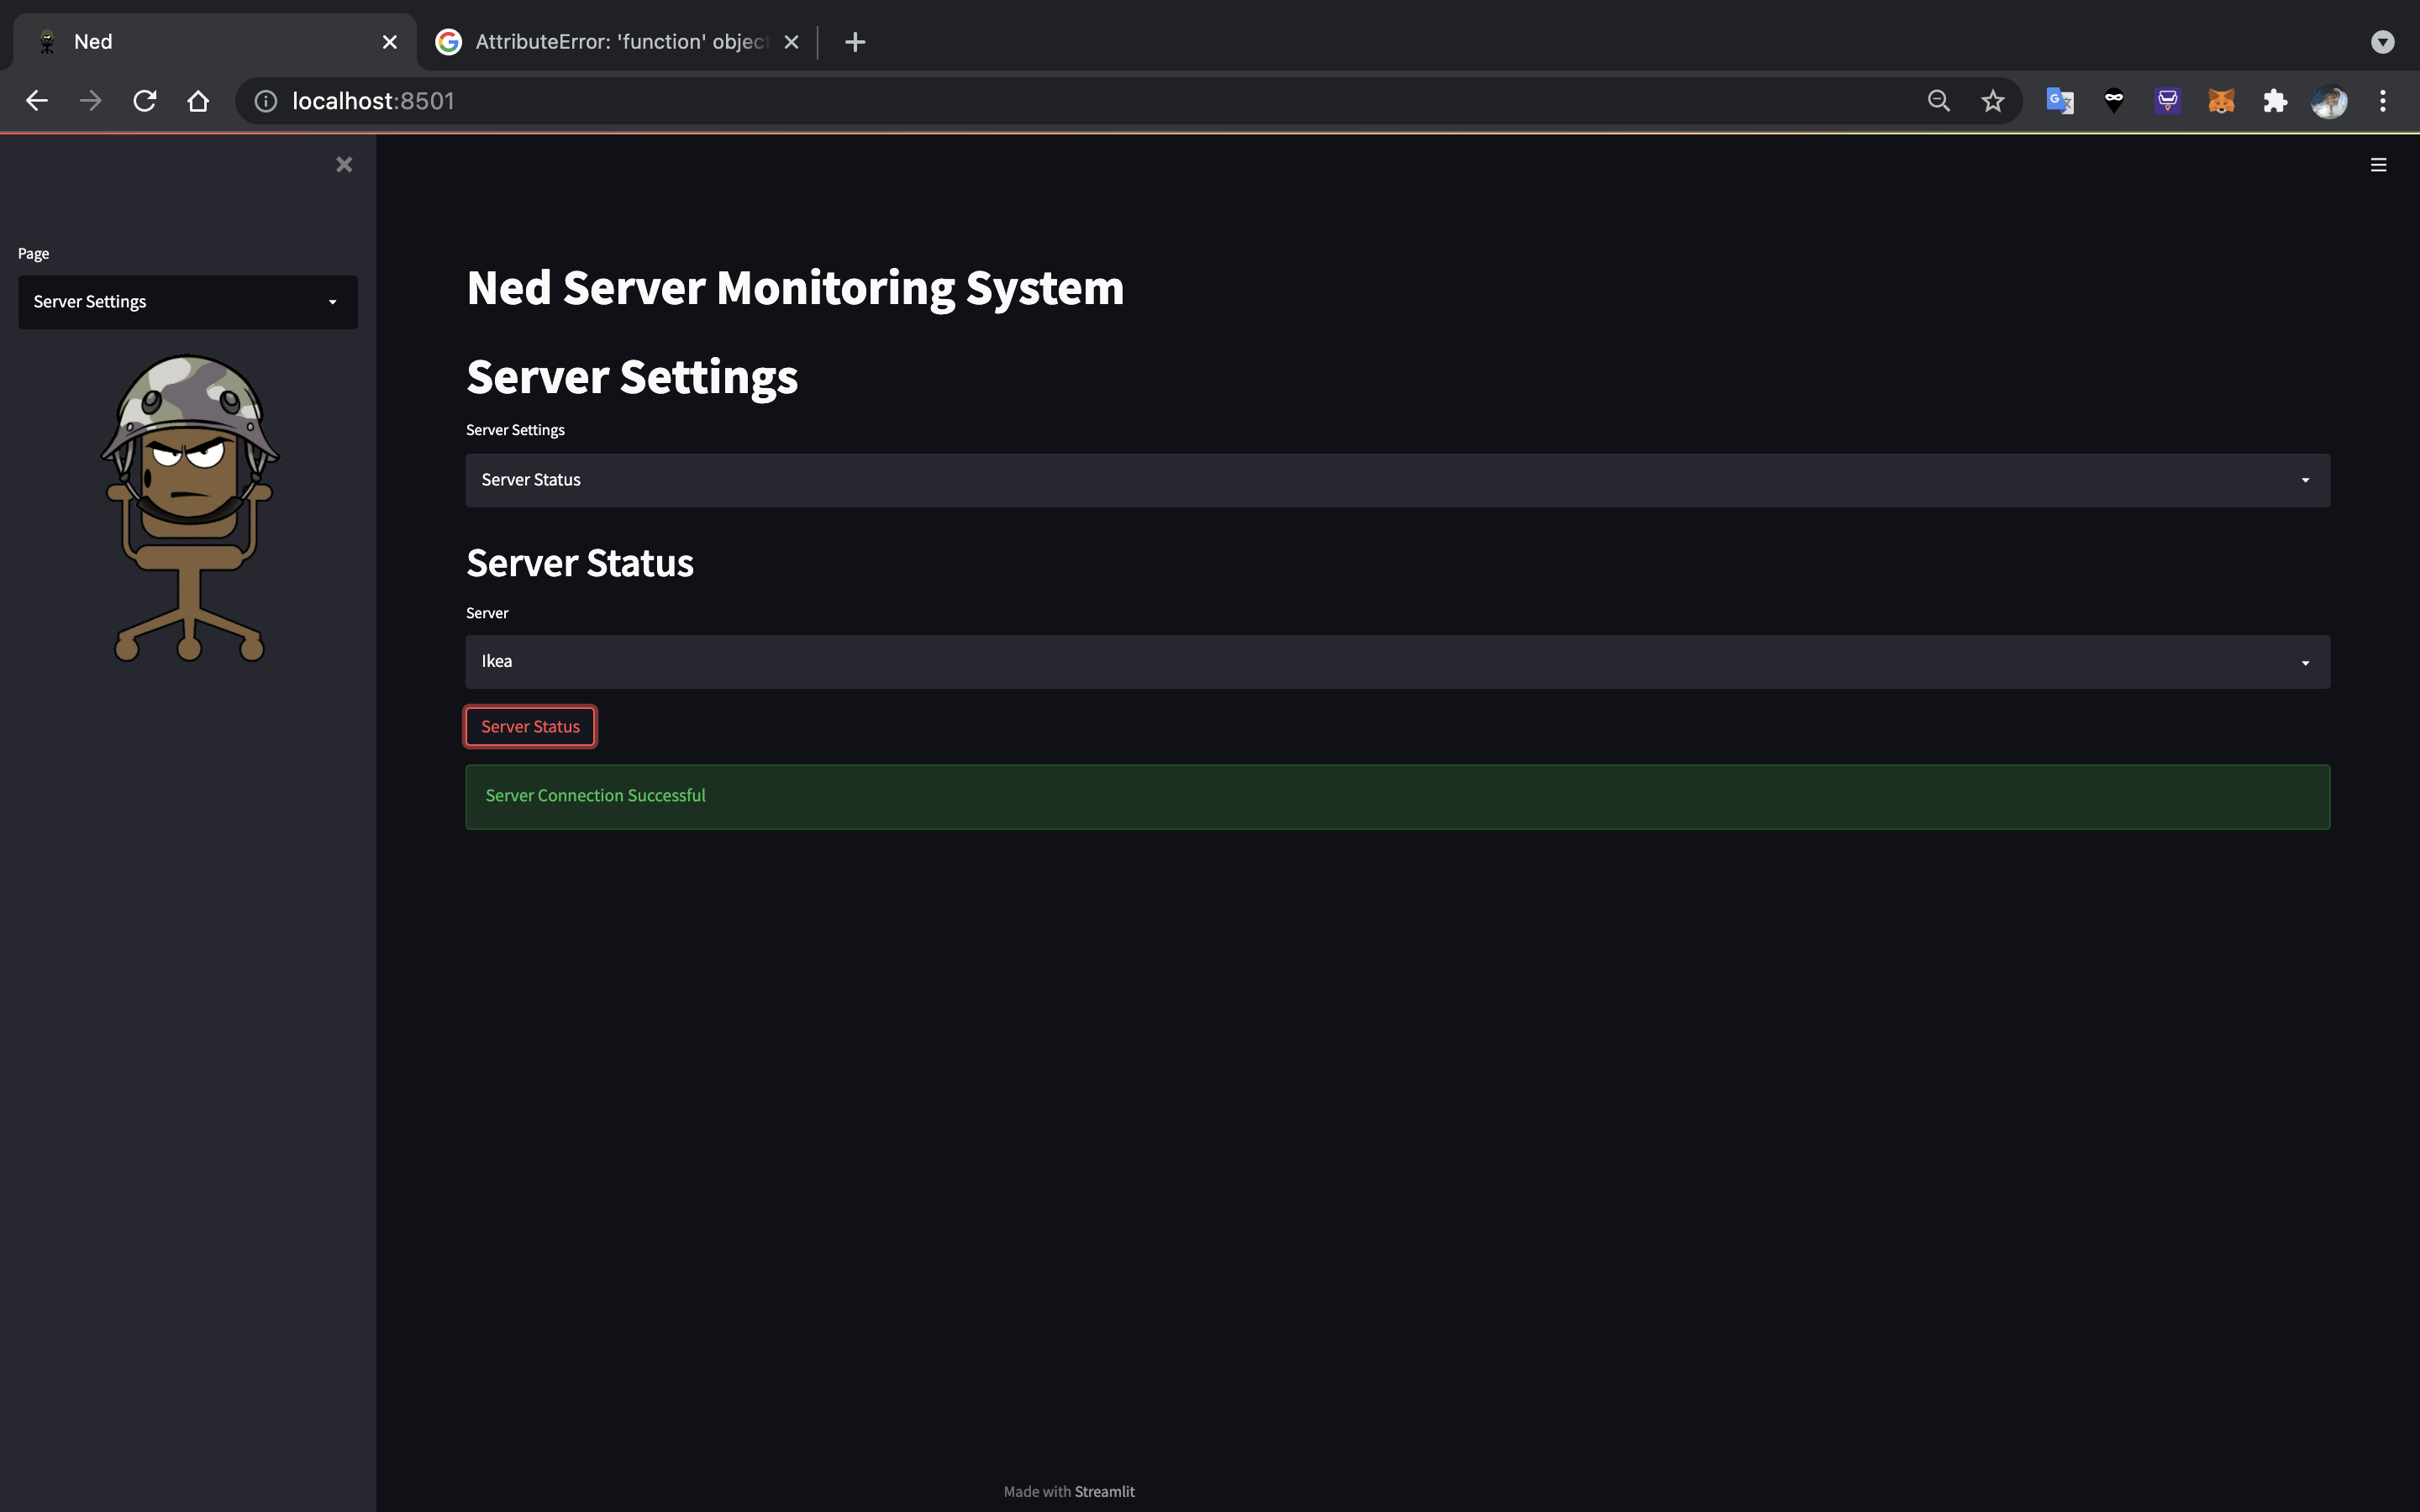 Ned
AttributeError: 'function' objec
localhost:8501
Page
Server Settings
Ned Server Monitoring System
Server Settings
Server Settings
Server Status
Server Status
Server
Ikea
Server Status
Server Connection Successful
Made with Streamlit